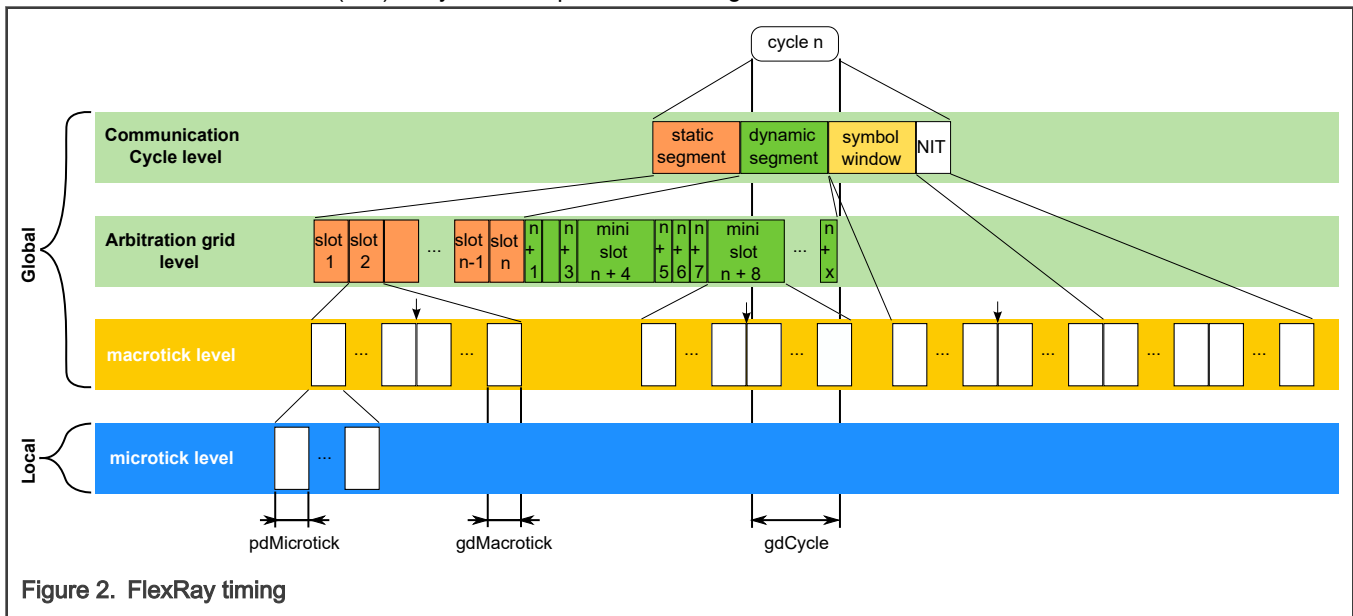 cycle n
Communication
Cycle level
static
segment
dynamic
segment
symbol
window
NIT
Global
Arbitration grid
level
slot
1
slot
2
...
slot
n-1
slot
n
n
+
1
n
+
3
mini
slot
n + 4
n
+
5
n
+
6
n
+
7
mini
slot
n + 8
...
n
+
x
macrotick level
... ... ... ... ... ... ... ...
Local
microtick level
...
pdMicrotick
gdMacrotick
gdCycle
Figure 2. FlexRay timing